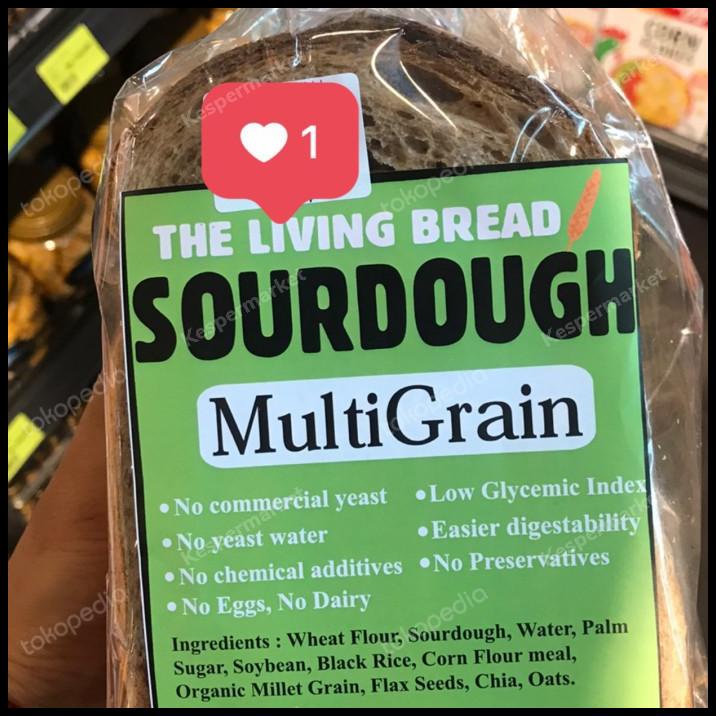 1
THE LIVING BREAD
SOURDOUGH
MultiGrain
• No commercial yeast
• No yeast water
• No chemical additives
• No Eggs, No Dairy
• Low Glycemic Index
• Easier digestability
• No Preservatives
Ingredients : Wheat Flour, Sourdough, Water, Palm
Sugar, Soybean, Black Rice, Corn Flour meal,
Organic Millet Grain, Flax Seeds, Chia, Oats.
tokopedia
Kespermarket